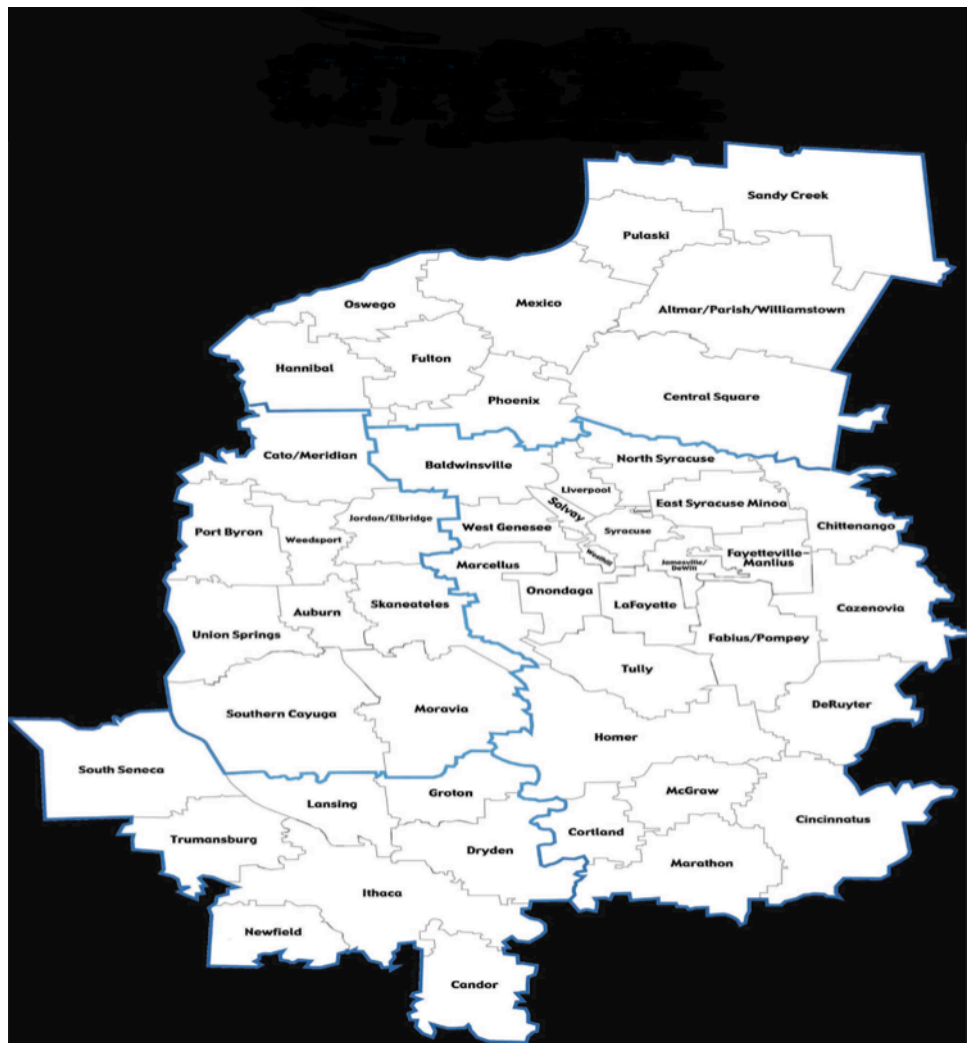 Sandy Creek
Pulaski
Oswego
Mexico
Altmar/Parish/Williamstown
Hannibal
Fulton
Phoenix
Central Square
Cato/Meridian
Baldwinsville
North Syracuse
Liverpool
East Syracuse Minoa
Solvay
Port Byron
Weedsport
Jordan/Elbridge
West Genesee
Syracuse
Chittenango
Westhill
Fayetteville-
Manlius
Marcellus
Jamesville/
DeWitt
Onondaga
LaFayette
Cazenovia
Union Springs
Auburn
Skaneateles
Fabius/Pompey
Tully
Southern Cayuga
Moravia
DeRuyter
Homer
South Seneca
Lansing
Groton
McGraw
Cincinnatus
Trumansburg
Dryden
Cortland
Marathon
Ithaca
Newfield
Candor